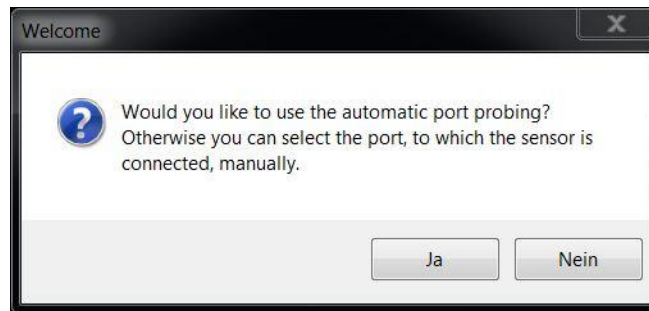 Welcome
Would you like to use the automatic port probing?
Otherwise you can select the port, to which the sensor is
connected, manually.
Ja
Nein